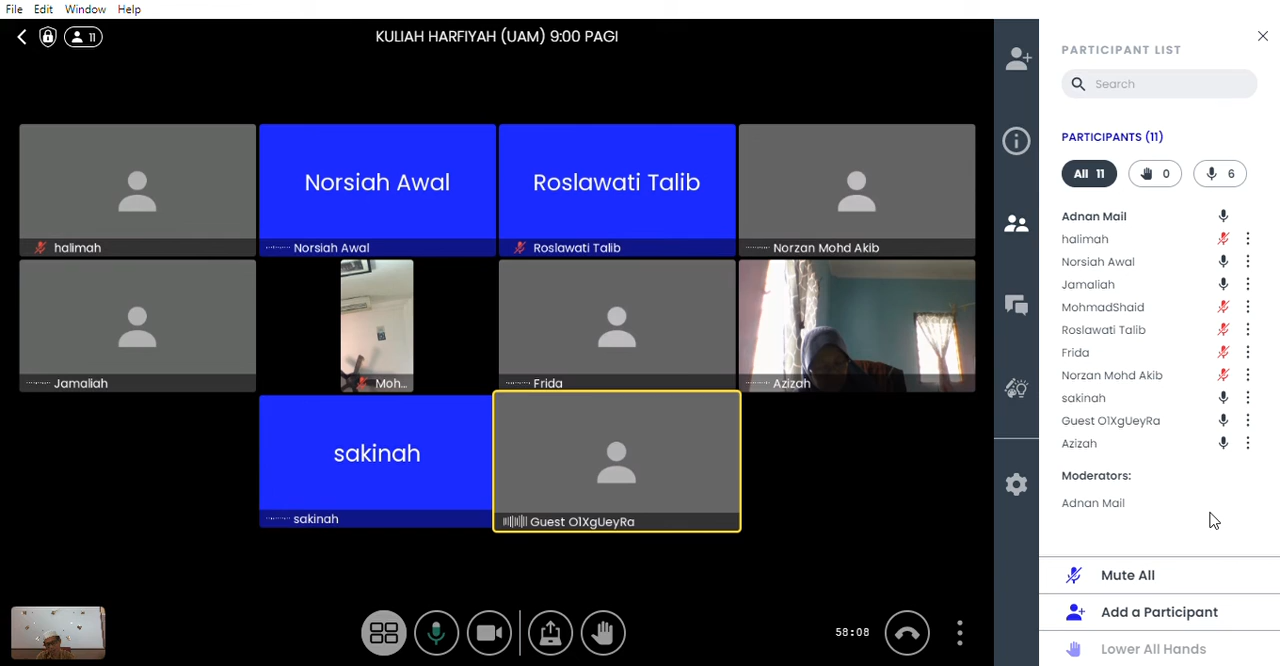 File Edit Window Help
11
KULIAH HARFIYAH (UAM) 9:00 PAGI
halimah
Norsiah Awal
Norsiah Awal
Roslawati Talib
Roslawati Talib
Norzan Mohd Akib
Jamaliah
Moh...
Frida
Azizah
sakinah
sakinah
Guest O1XgUeyRa
58:08
PARTICIPANT LIST
Search
PARTICIPANTS (11)
All 11 0 6
Adnan Mail
halimah
Norsiah Awal
Jamaliah
MohmadShaid
Roslawati Talib
Frida
Norzan Mohd Akib
sakinah
Guest O1XgUeyRa
Azizah
Moderators:
Adnan Mail
Mute All
Add a Participant
Lower All Hands